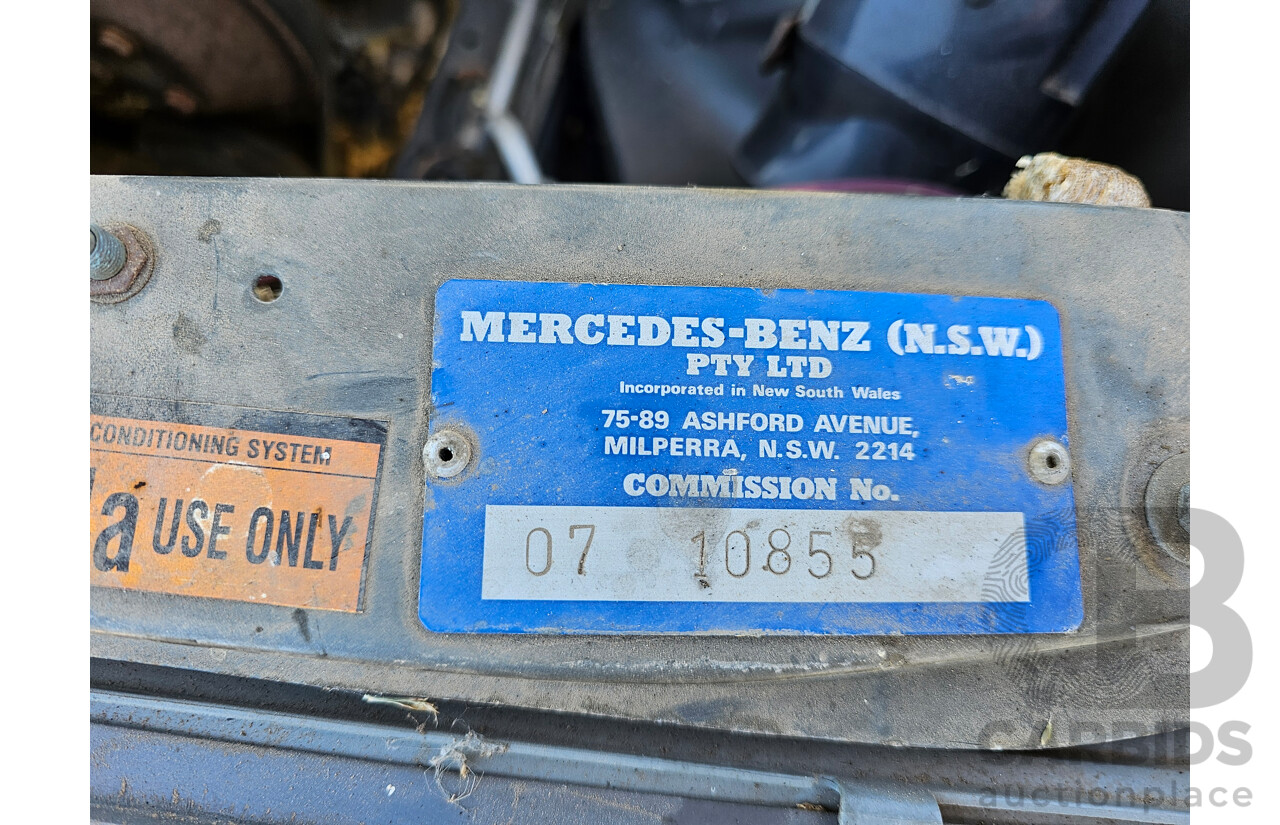 MERCEDES-BENZ (N.S.W.)
PTY LTD
Incorporated in New South Wales
75-89 ASHFORD AVENUE,
MILPERRA, N.S.W. 2214
COMMISSION No.
07 10855
CONDITIONING SYSTEM
a USE ONLY
B
CARBIDS
auctionplace